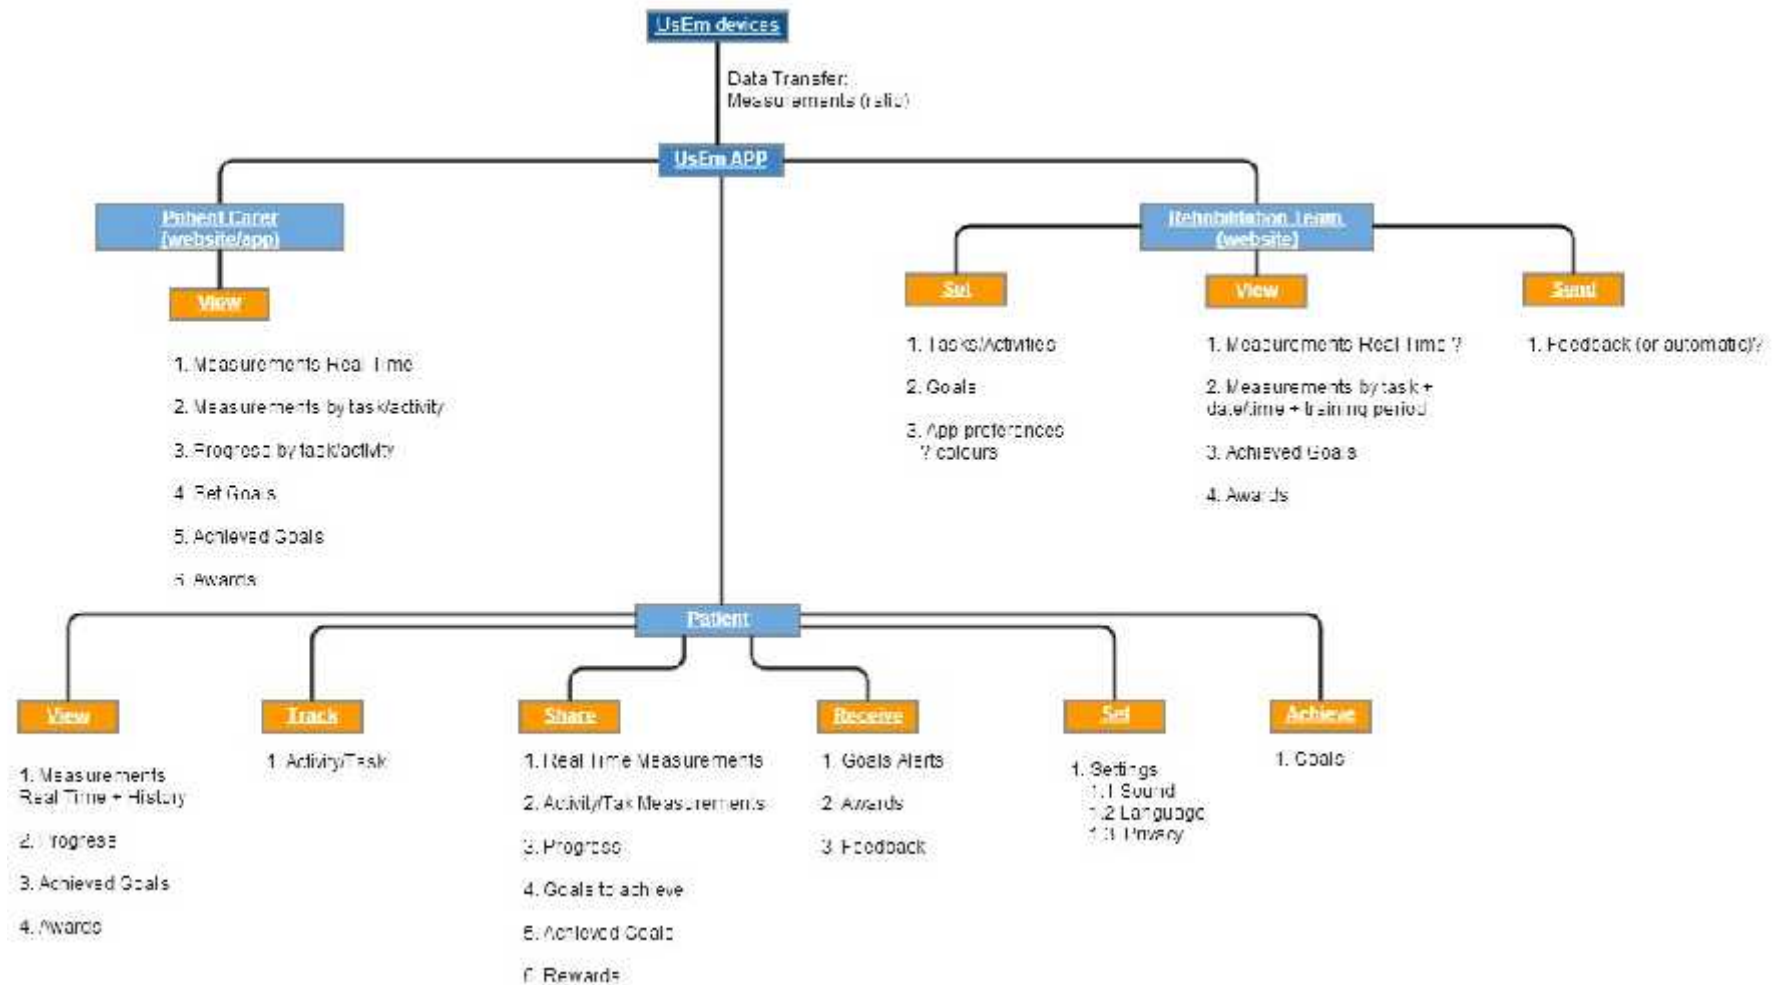 UsEm devices
Data Transfer:
Measurements (ratio)
UsEm APP
Patient Carer
(website/app)
View
1. Measurements Real Time
2. Measurements by task/activity
3. Progress by task/activity
4. Set Goals
5. Achieved Goals
6. Awards
Rehabilitation Team
(website)
Set
1. Tasks/Activities
2. Goals
3. App preferences
? colours
View
1. Measurements Real Time ?
2. Measurements by task +
date/time + training period
3. Achieved Goals
4. Awards
Send
1. Feedback (or automatic)?
Patient
View
1. Measurements
Real Time + History
2. Progress
3. Achieved Goals
4. Awards
Track
1. Activity/Task
Share
1. Real Time Measurements
2. Activity/Tak Measurements
3. Progress
4. Goals to achieve
5. Achieved Goals
6. Rewards
Receive
1. Goals Alerts
2. Awards
3. Feedback
Set
1. Settings
1.1 Sound
1.2 Language
1.3. Privacy
Achieve
1. Goals